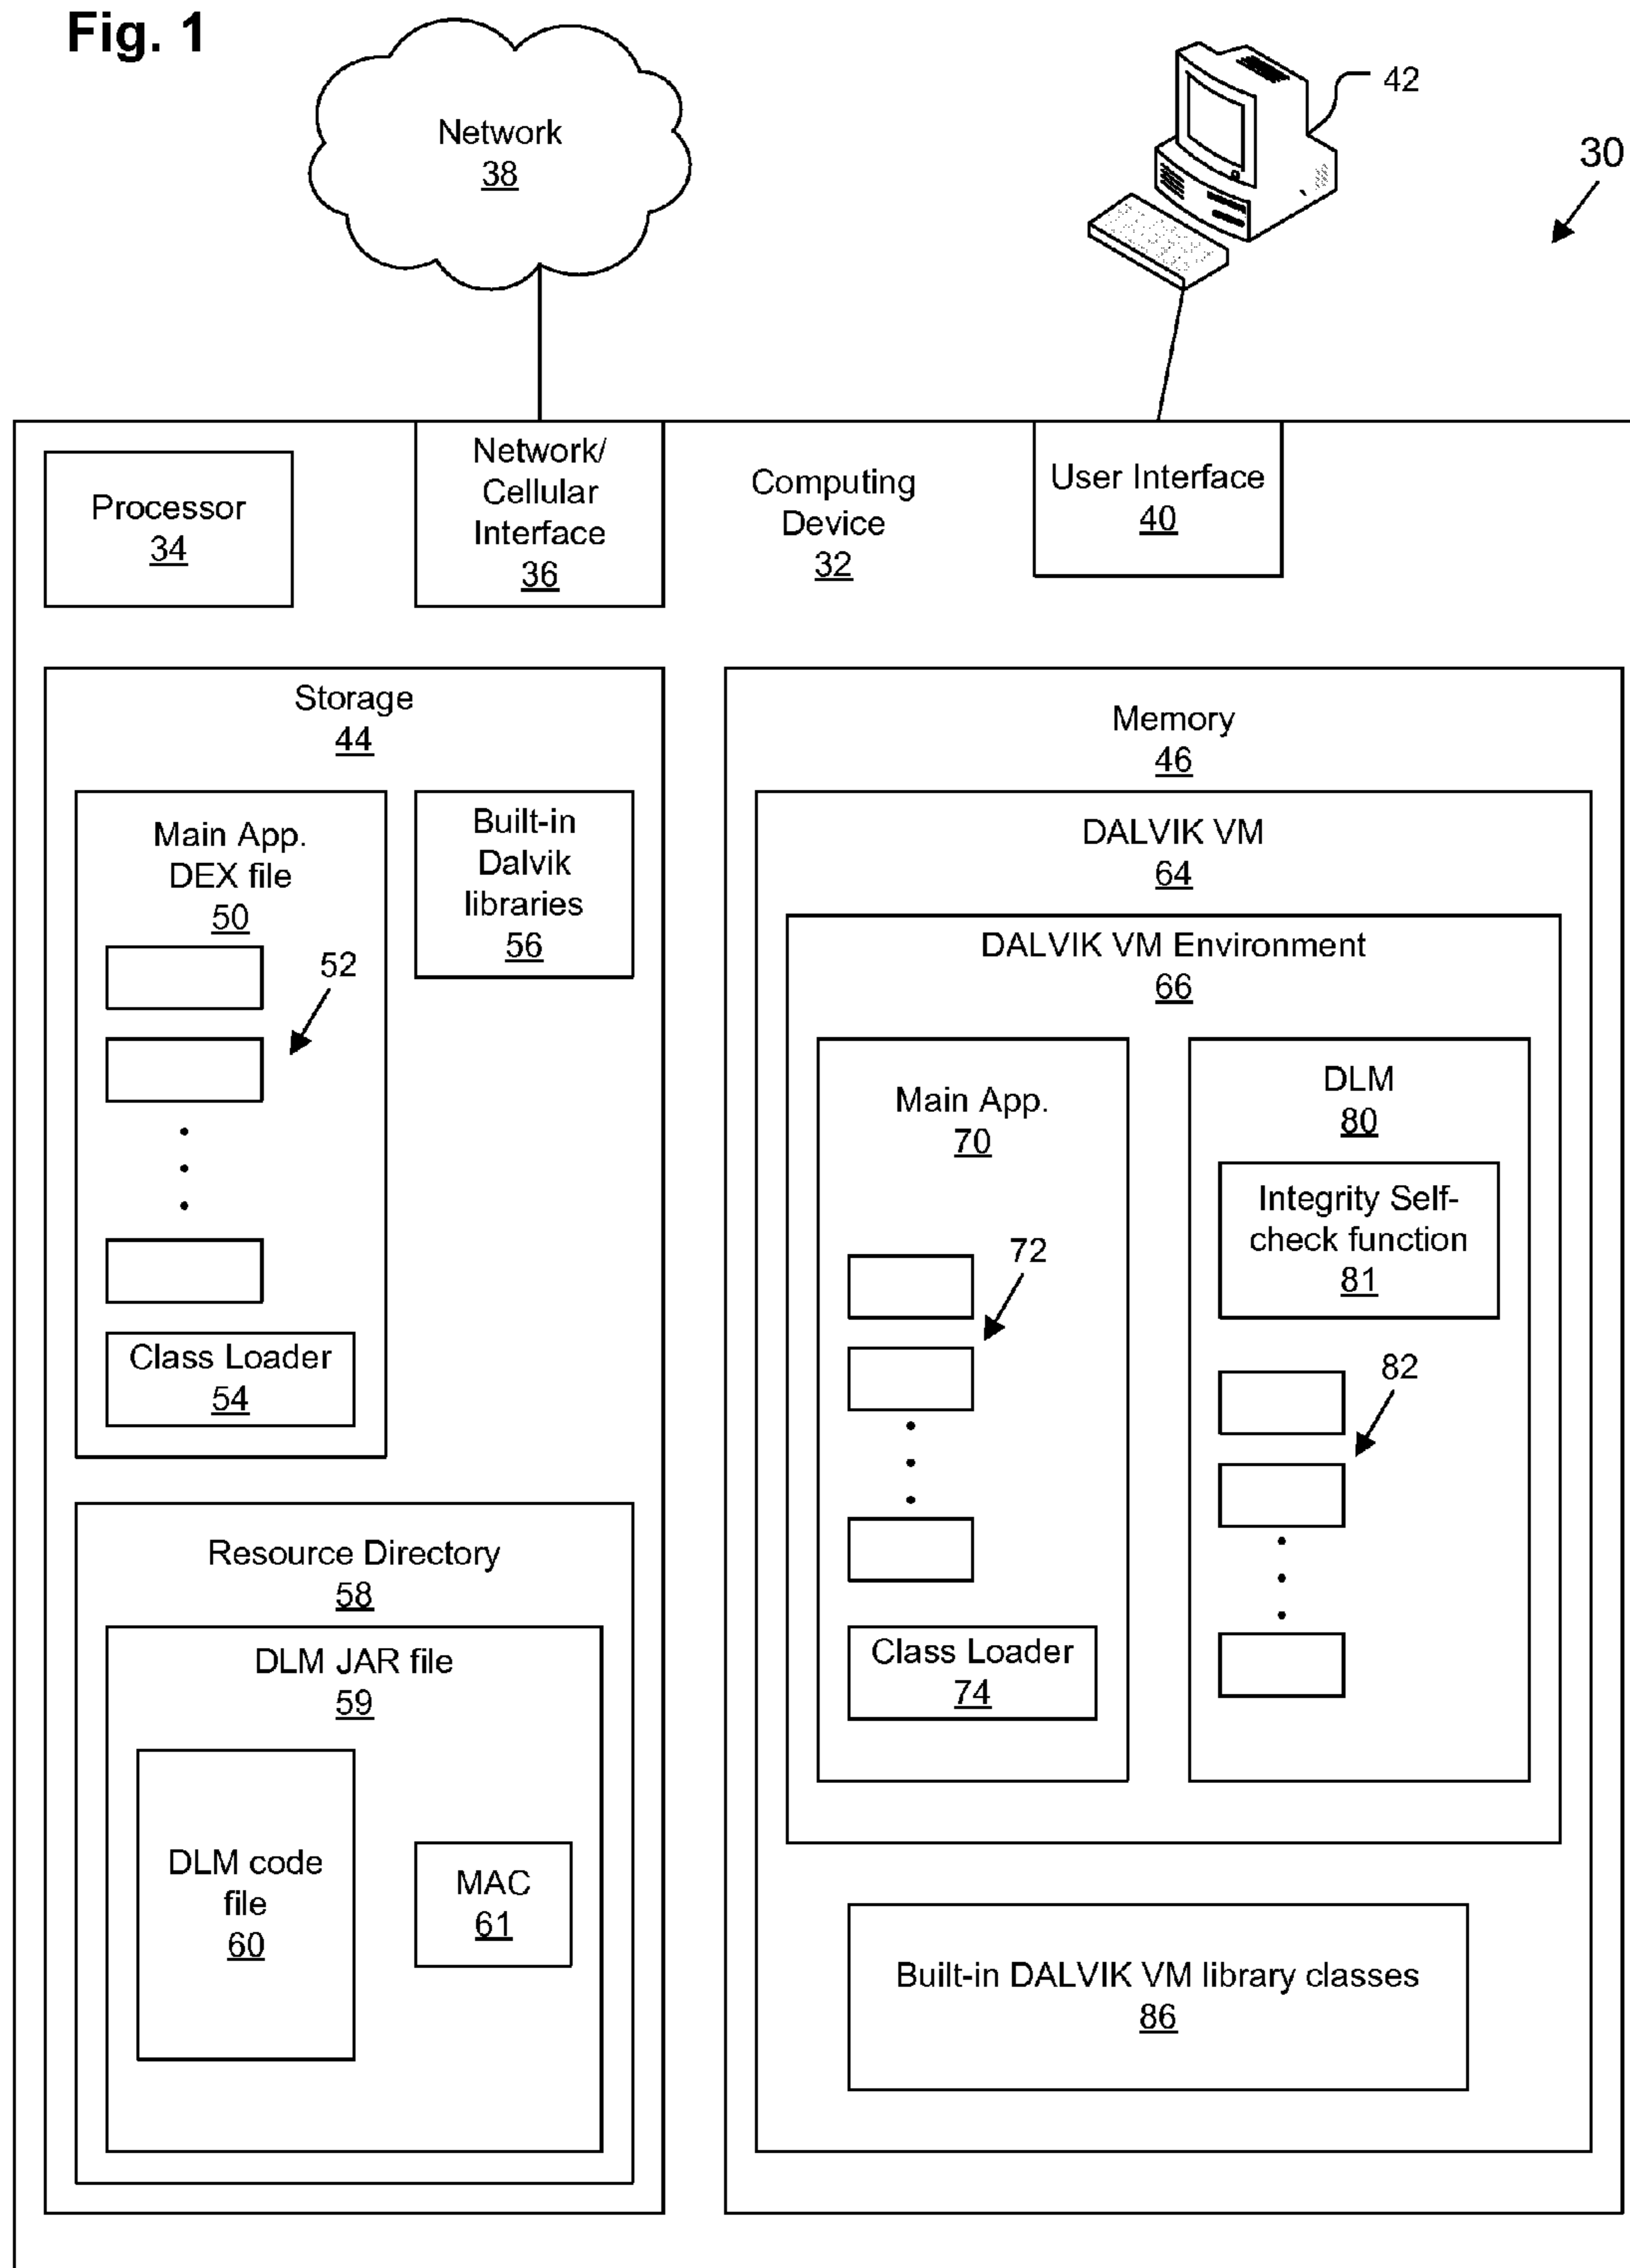 Fig. 1
Network
38
42
30
Processor
34
Network/
Cellular
Interface
36
Computing
Device
32
User Interface
40
Storage
44
Main App.
DEX file
50
52
Class Loader
54
Built-in
Dalvik
libraries
56
Resource Directory
58
DLM JAR file
59
DLM code
file
60
MAC
61
Memory
46
DALVIK VM
64
DALVIK VM Environment
66
Main App.
70
72
Class Loader
74
DLM
80
Integrity Self-
check function
81
82
Built-in DALVIK VM library classes
86